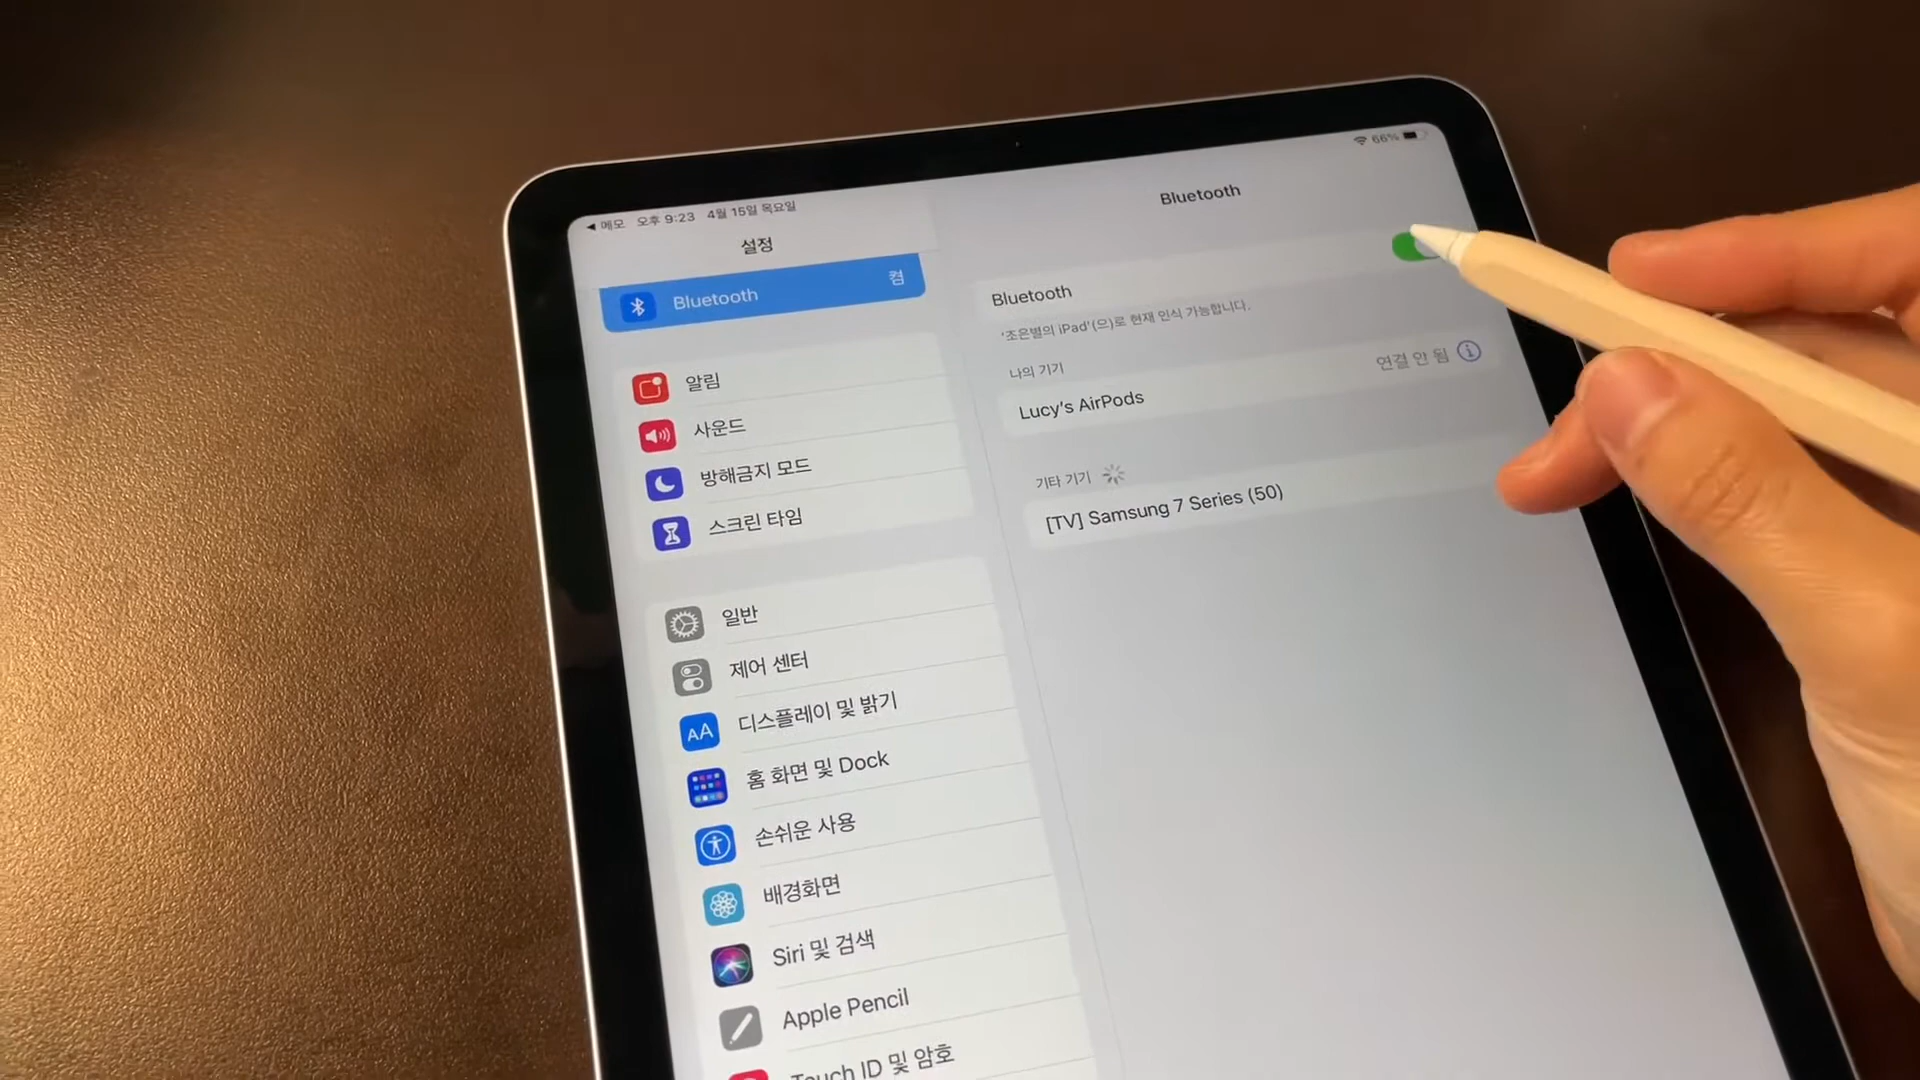 ◀ 메모 오후 9:23 4월 15일 목요일
66%
설정
Bluetooth 켬
알림
사운드
방해금지 모드
스크린 타임
일반
제어 센터
AA
디스플레이 및 밝기
홈 화면 및 Dock
손쉬운 사용
배경화면
Siri 및 검색
Apple Pencil
Touch ID 및 암호
Bluetooth
Bluetooth
'조은별의 iPad'(으)로 현재 인식 가능합니다.
나의 기기
Lucy's AirPods 연결 안 됨
기타 기기
[TV] Samsung 7 Series (50)